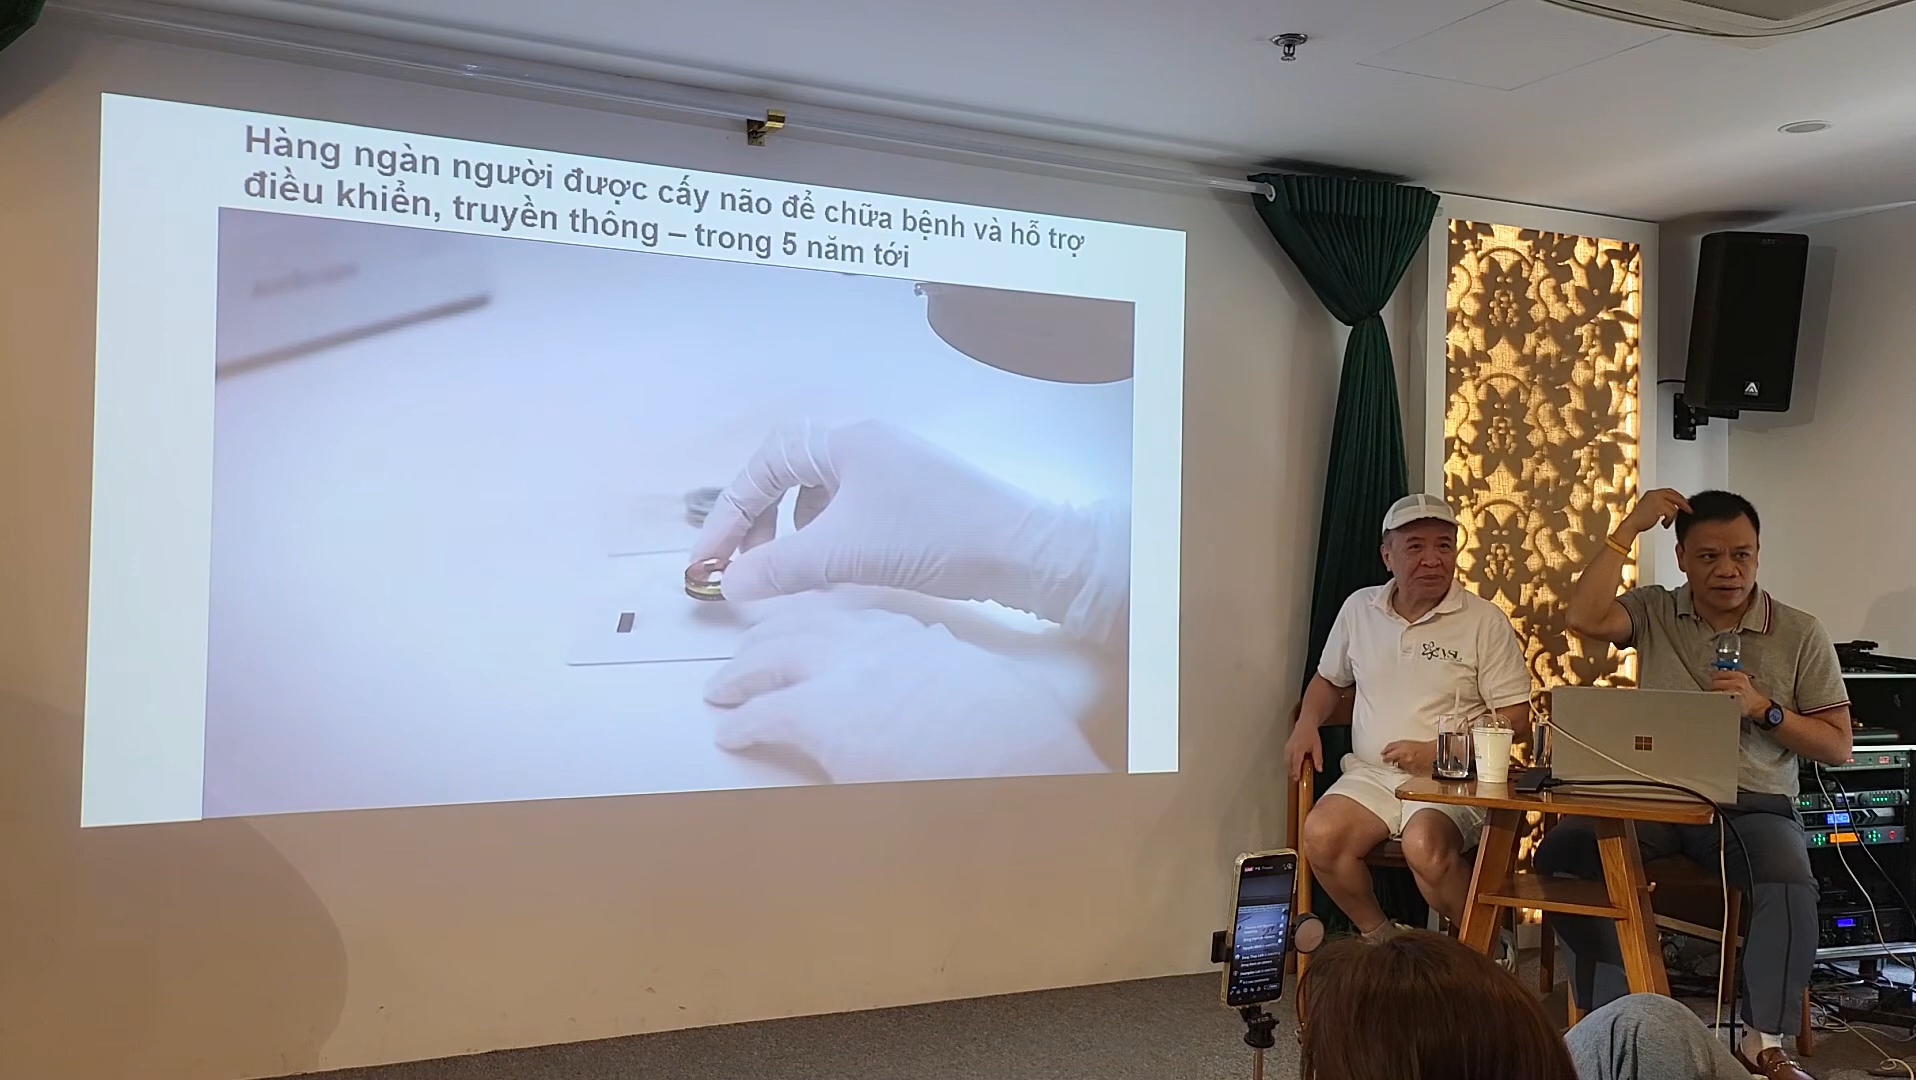 Hàng ngàn người được cấy não để chữa bệnh và hỗ trợ
điều khiển, truyền thông – trong 5 năm tới